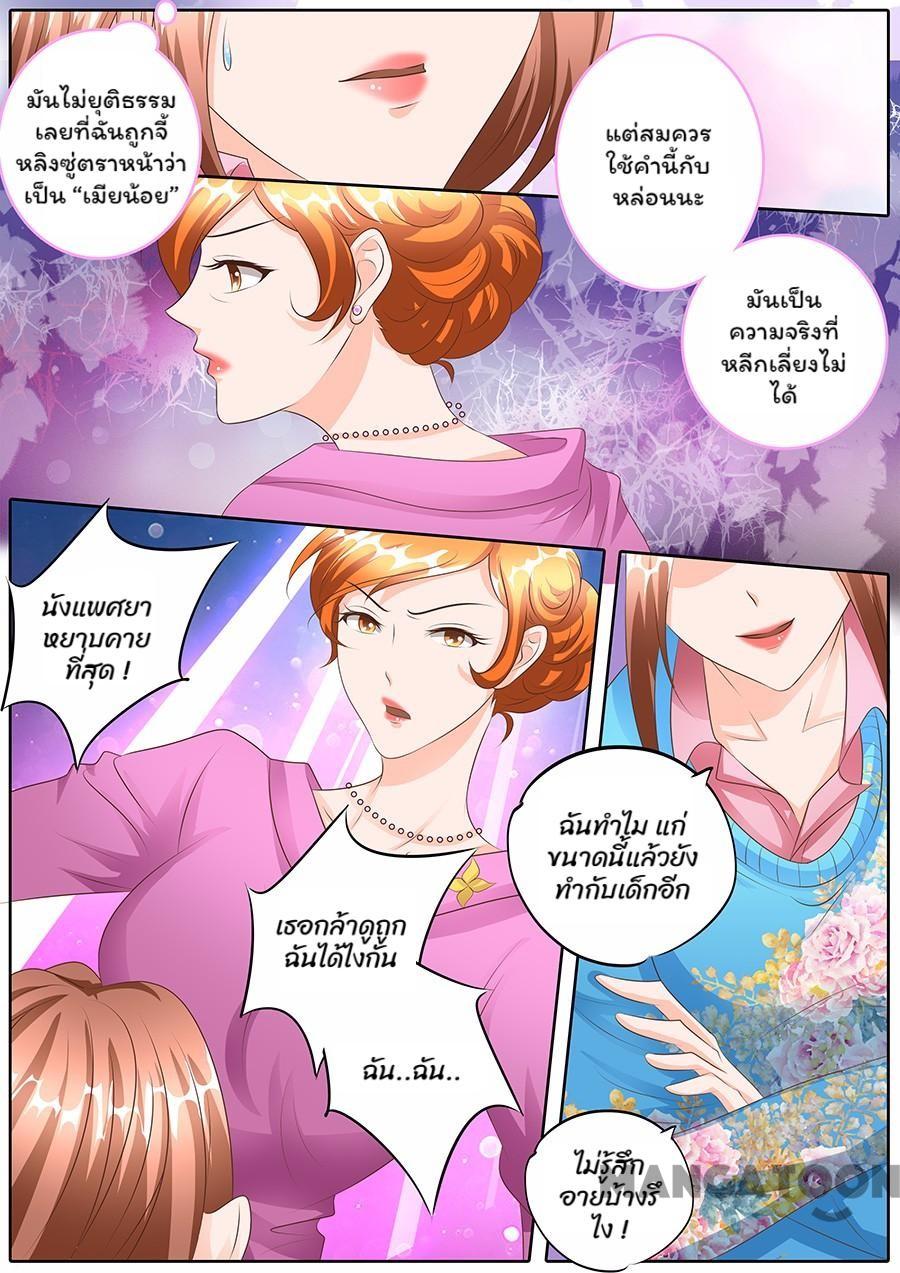 มันไม่ยุติธรรม
เลยที่ฉันถูกจี้
หลิงซู่ตราหน้าว่า
เป็น “เมียน้อย”
แต่สมควร
ใช้คำนี้กับ
หล่อนนะ
มันเป็น
ความจริงที่
หลีกเลี่ยงไม่
ได้
นังแพศยา
หยาบคาย
ที่สุด !
ฉันทำไม แก่
ขนาดนี้แล้วยัง
ทำกับเด็กอีก
เธอกล้าดูถูก
ฉันได้ไงกัน
ฉัน..ฉัน..
ไม่รู้สึก
อายบ้างรึ
ไง !
MANGATOON